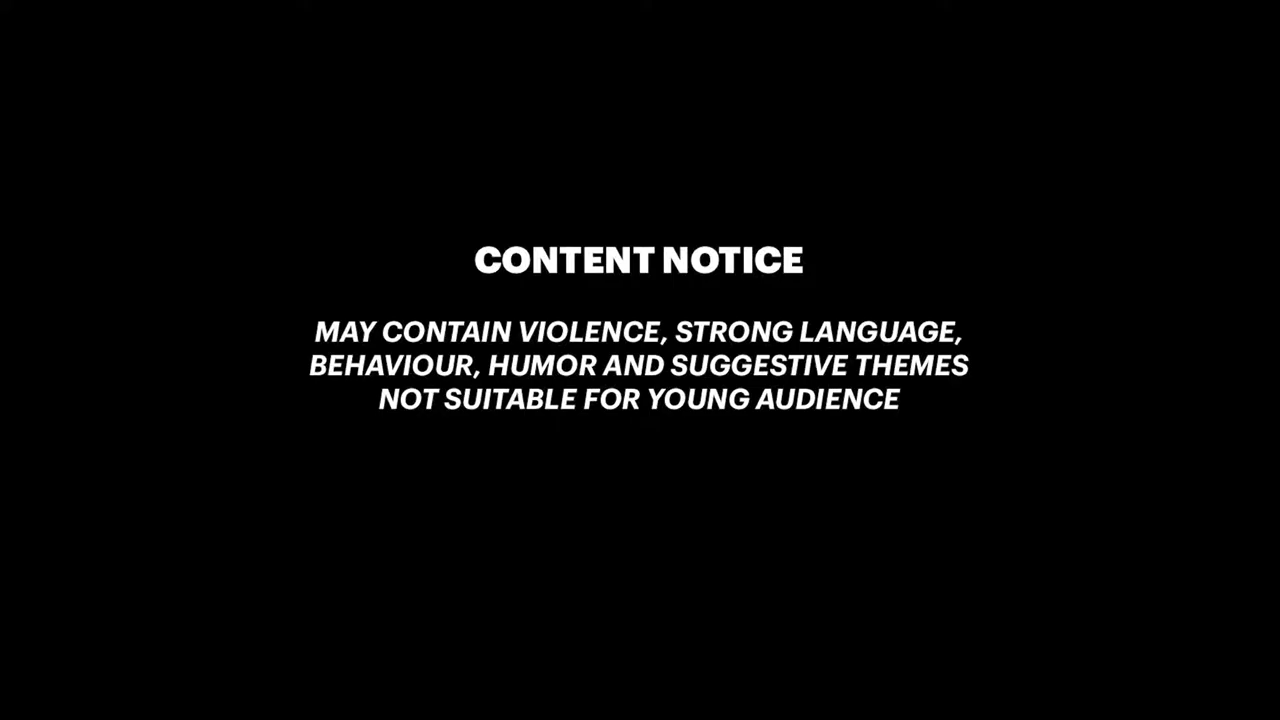 CONTENT NOTICE
MAY CONTAIN VIOLENCE, STRONG LANGUAGE,
BEHAVIOUR, HUMOR AND SUGGESTIVE THEMES
NOT SUITABLE FOR YOUNG AUDIENCE